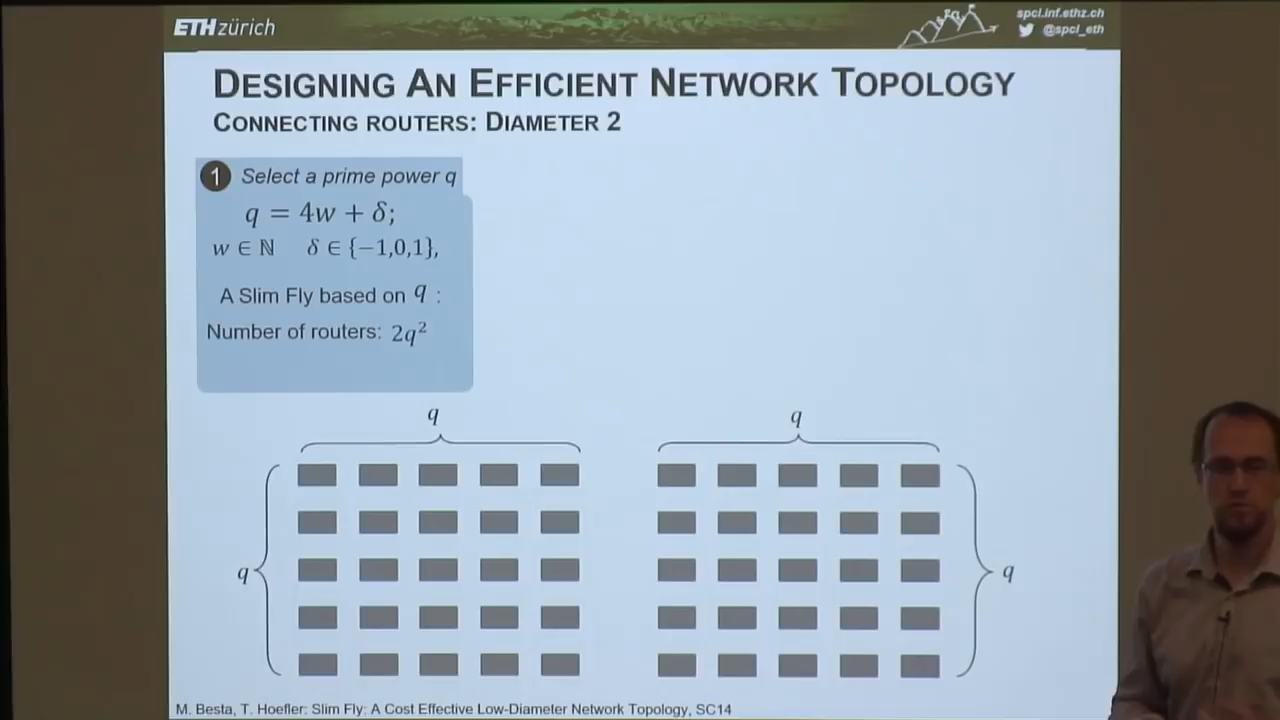 ETH zürich
spcl.inf.ethz.ch
@spcl_eth
DESIGNING AN EFFICIENT NETWORK TOPOLOGY
CONNECTING ROUTERS: DIAMETER 2
1 Select a prime power q
q = 4w + δ;
w ∈ ℕ δ ∈ {−1,0,1},
A Slim Fly based on q :
Number of routers: 2q²
q
q
q
q
M. Besta, T. Hoefler: Slim Fly: A Cost Effective Low-Diameter Network Topology, SC14